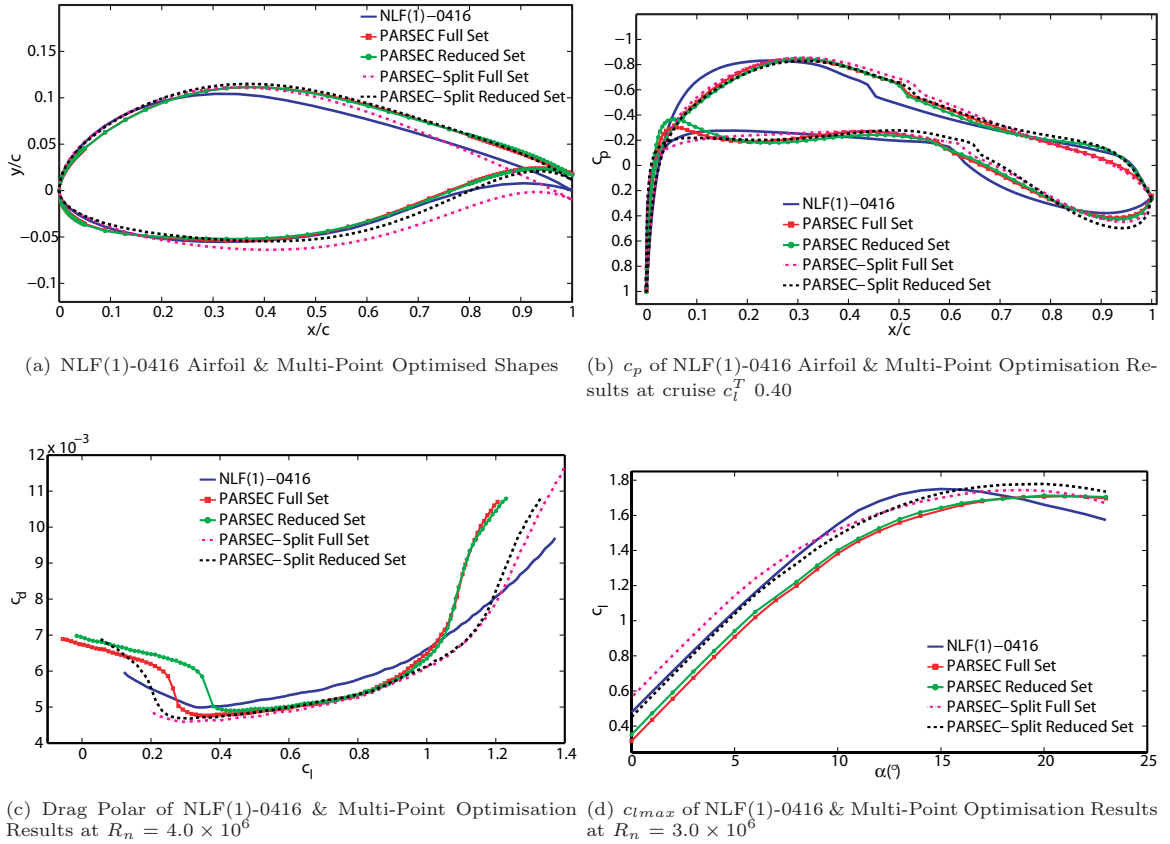 NLF(1)−0416
PARSEC Full Set
PARSEC Reduced Set
PARSEC−Split Full Set
PARSEC−Split Reduced Set
0.15
0.1
0.05
0
−0.05
−0.1
y/c
0 0.1 0.2 0.3 0.4 0.5 0.6 0.7 0.8 0.9 1
x/c
(a) NLF(1)-0416 Airfoil & Multi-Point Optimised Shapes
−1
−0.8
−0.6
−0.4
−0.2
0
0.2
0.4
0.6
0.8
1
c_p
NLF(1)−0416
PARSEC Full Set
PARSEC Reduced Set
PARSEC−Split Full Set
PARSEC−Split Reduced Set
0 0.1 0.2 0.3 0.4 0.5 0.6 0.7 0.8 0.9 1
x/c
(b) c_p of NLF(1)-0416 Airfoil & Multi-Point Optimisation Re-
sults at cruise c_l^T 0.40
12 x 10^−3
11
10
9
8
7
6
5
4
c_d
NLF(1)−0416
PARSEC Full Set
PARSEC Reduced Set
PARSEC−Split Full Set
PARSEC−Split Reduced Set
0 0.2 0.4 0.6 0.8 1 1.2 1.4
c_l
(c) Drag Polar of NLF(1)-0416 & Multi-Point Optimisation
Results at R_n = 4.0 × 10^6
1.8
1.6
1.4
1.2
1
0.8
0.6
0.4
c_l
NLF(1)−0416
PARSEC Full Set
PARSEC Reduced Set
PARSEC-Split Full Set
PARSEC-Split Reduced Set
0 5 10 15 20 25
α(°)
(d) c_lmax of NLF(1)-0416 & Multi-Point Optimisation Results
at R_n = 3.0 × 10^6